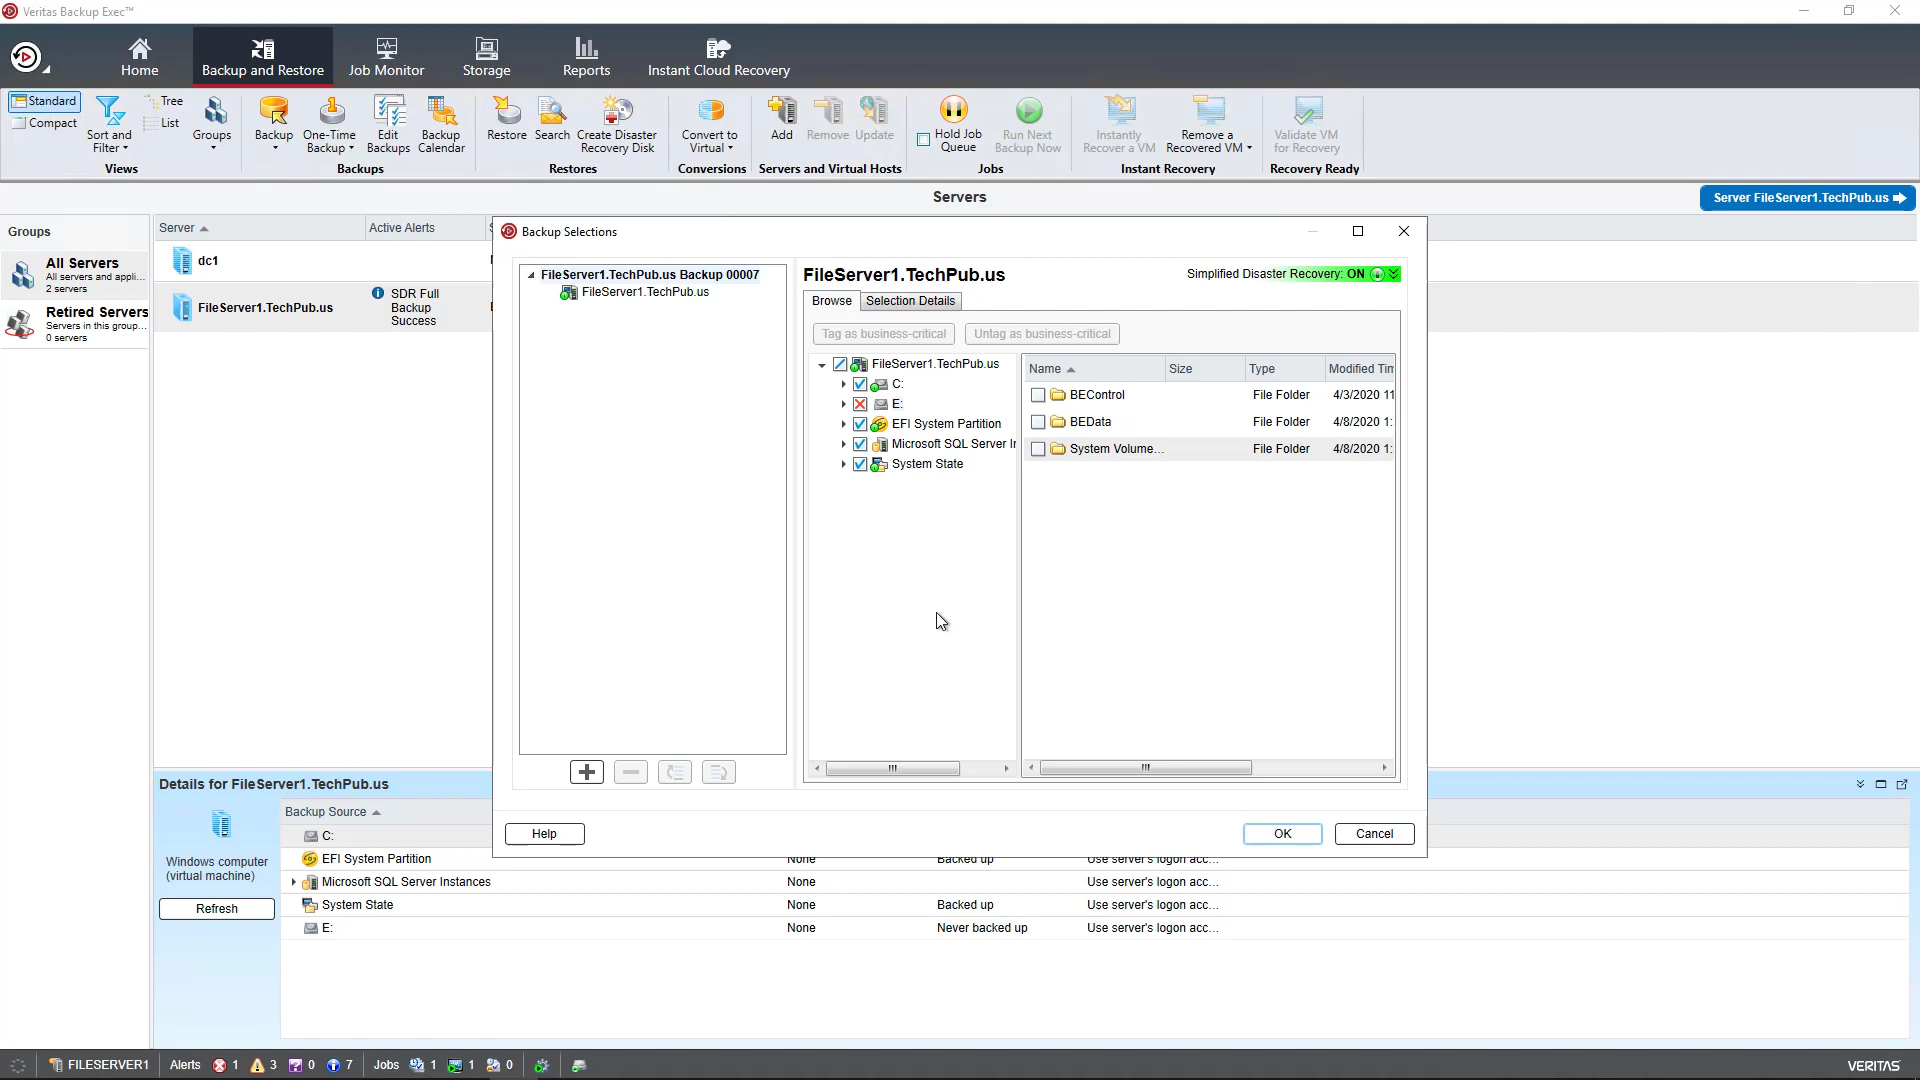 Veritas Backup Exec™
Home
Backup and Restore
Job Monitor
Storage
Reports
Instant Cloud Recovery
Standard
Compact
Sort and
Filter
Tree
List
Groups
Views
Backup
One-Time
Backup
Edit
Backups
Backup
Calendar
Backups
Restore
Search
Create Disaster
Recovery Disk
Restores
Convert to
Virtual
Conversions
Add
Remove
Update
Servers and Virtual Hosts
Hold Job
Queue
Run Next
Backup Now
Jobs
Instantly
Recover a VM
Remove a
Recovered VM
Instant Recovery
Validate VM
for Recovery
Recovery Ready
Servers
Server FileServer1.TechPub.us
Groups
All Servers
All servers and appli...
2 servers
Retired Servers
Servers in this group...
0 servers
Server
Active Alerts
dc1
FileServer1.TechPub.us
SDR Full
Backup
Success
Backup Selections
FileServer1.TechPub.us Backup 00007
FileServer1.TechPub.us
FileServer1.TechPub.us
Simplified Disaster Recovery: ON
Browse
Selection Details
Tag as business-critical
Untag as business-critical
FileServer1.TechPub.us
C:
E:
EFI System Partition
Microsoft SQL Server Ir
System State
Name
Size
Type
Modified Tim
BEControl
File Folder
4/3/2020 11
BEData
File Folder
4/8/2020 1:
System Volume...
File Folder
4/8/2020 1:
Help
OK
Cancel
Details for FileServer1.TechPub.us
Windows computer
(virtual machine)
Refresh
Backup Source
C:
EFI System Partition
None
Backed up
Use server's logon acc...
Microsoft SQL Server Instances
None
Use server's logon acc...
System State
None
Backed up
Use server's logon acc...
E:
None
Never backed up
Use server's logon acc...
FILESERVER1
Alerts
1
3
0
7
Jobs
1
1
0
VERITAS